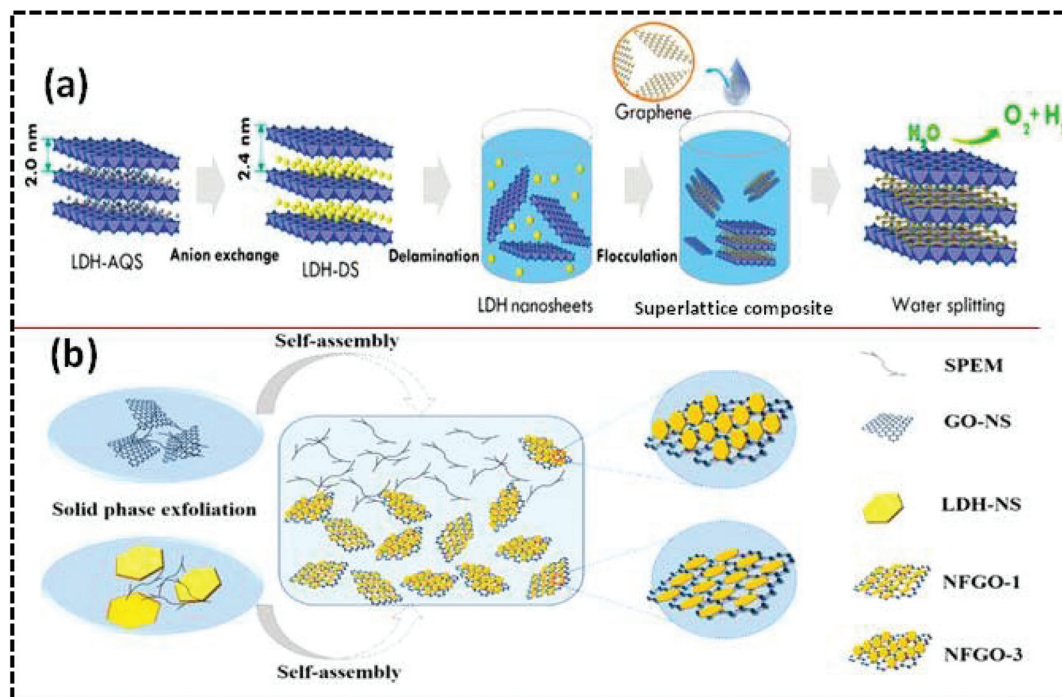 (a)
Graphene
2.0 nm
2.4 nm
H₂O
O₂ + H
LDH-AQS
Anion exchange
LDH-DS
Delamination
LDH nanosheets
Flocculation
Superlattice composite
Water splitting
(b)
Self-assembly
SPEM
GO-NS
Solid phase exfoliation
LDH-NS
NFGO-1
Self-assembly
NFGO-3